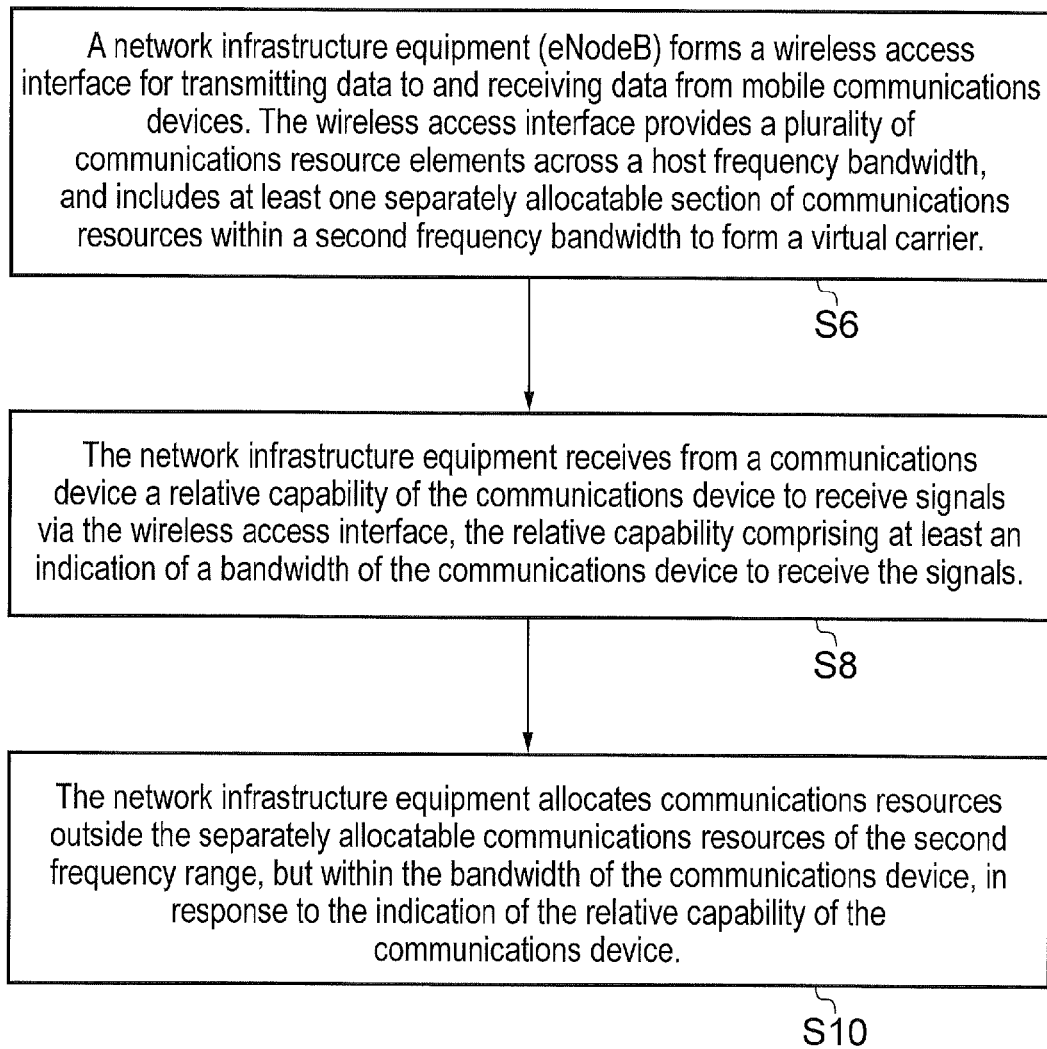 A network infrastructure equipment (eNodeB) forms a wireless access
interface for transmitting data to and receiving data from mobile communications
devices. The wireless access interface provides a plurality of
communications resource elements across a host frequency bandwidth,
and includes at least one separately allocatable section of communications
resources within a second frequency bandwidth to form a virtual carrier.
S6
The network infrastructure equipment receives from a communications
device a relative capability of the communications device to receive signals
via the wireless access interface, the relative capability comprising at least an
indication of a bandwidth of the communications device to receive the signals.
S8
The network infrastructure equipment allocates communications resources
outside the separately allocatable communications resources of the second
frequency range, but within the bandwidth of the communications device, in
response to the indication of the relative capability of the
communications device.
S10